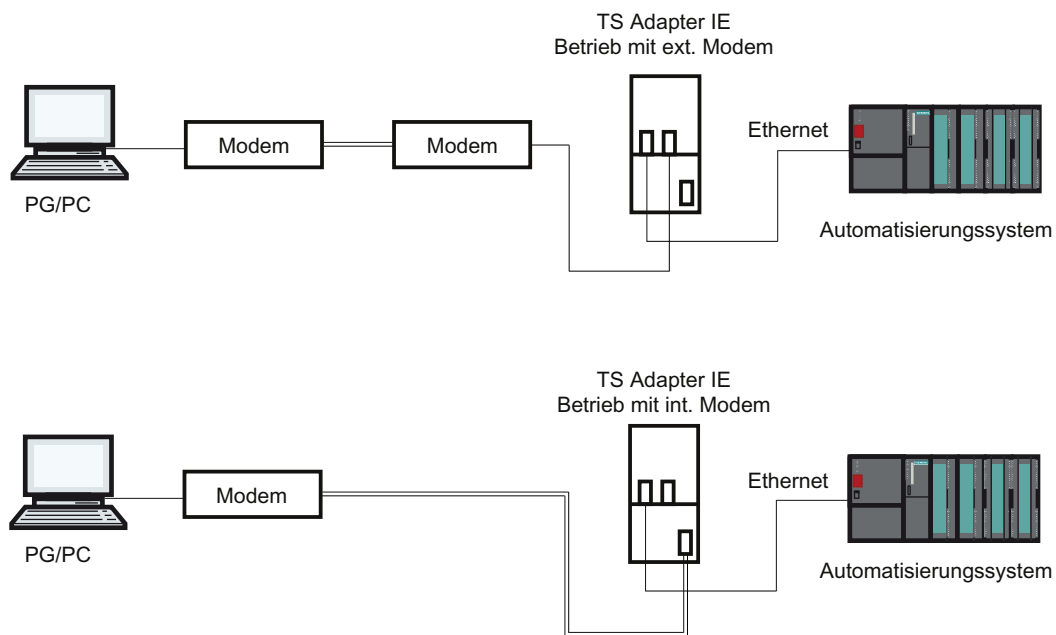 TS Adapter IE
Betrieb mit ext. Modem
Modem
Modem
Ethernet
PG/PC
Automatisierungssystem
TS Adapter IE
Betrieb mit int. Modem
Modem
Ethernet
PG/PC
Automatisierungssystem